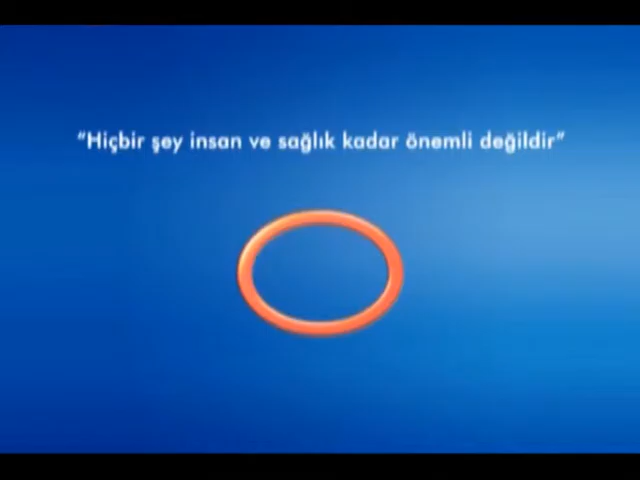 “Hiçbir şey insan ve sağlık kadar önemli değildir”